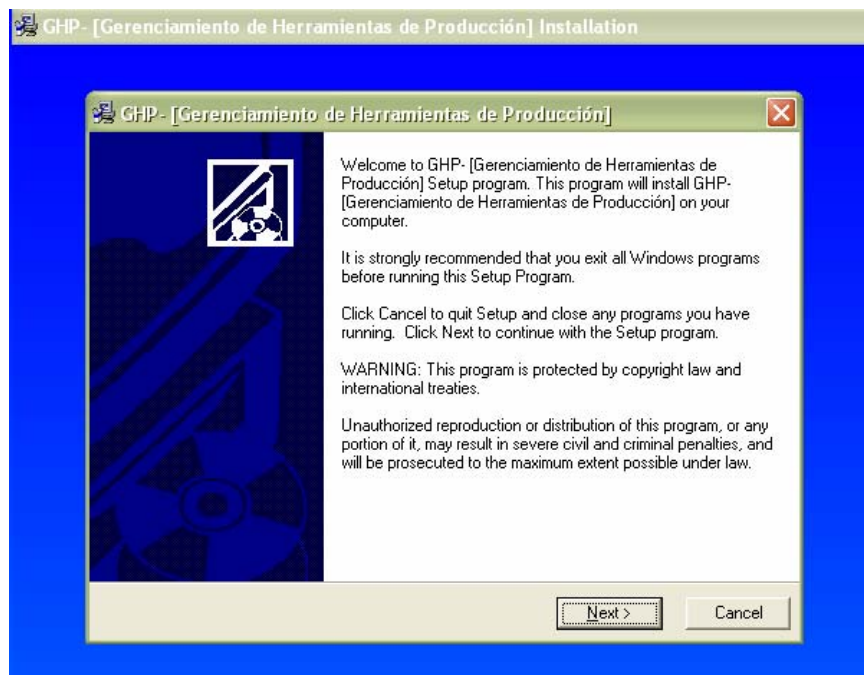 GHP- [Gerenciamiento de Herramientas de Producción] Installation
GHP- [Gerenciamiento de Herramientas de Producción]
Welcome to GHP- [Gerenciamiento de Herramientas de
Producción] Setup program. This program will install GHP-
[Gerenciamiento de Herramientas de Producción] on your
computer.
It is strongly recommended that you exit all Windows programs
before running this Setup Program.
Click Cancel to quit Setup and close any programs you have
running. Click Next to continue with the Setup program.
WARNING: This program is protected by copyright law and
international treaties.
Unauthorized reproduction or distribution of this program, or any
portion of it, may result in severe civil and criminal penalties, and
will be prosecuted to the maximum extent possible under law.
Next >
Cancel